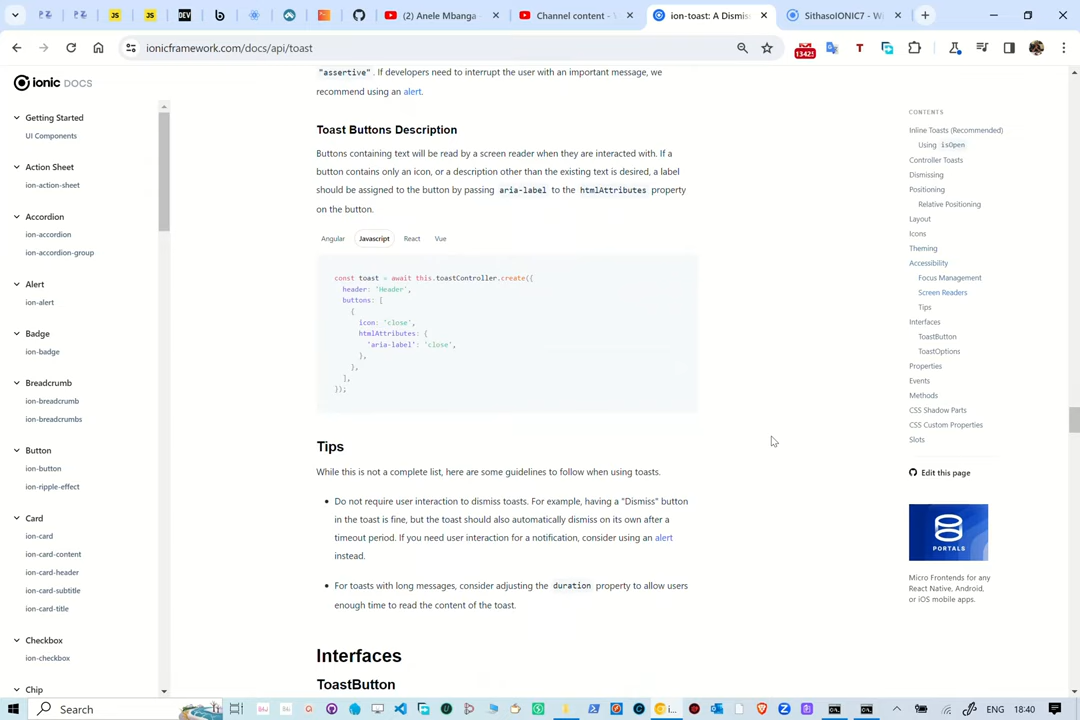 (2) Anele Mbanga
Channel content -
ion-toast: A Dismis
SithasoIONIC7 - W
ionicframework.com/docs/api/toast
13425
ionic DOCS
Getting Started
UI Components
Action Sheet
ion-action-sheet
Accordion
ion-accordion
ion-accordion-group
Alert
ion-alert
Badge
ion-badge
Breadcrumb
ion-breadcrumb
ion-breadcrumbs
Button
ion-button
ion-ripple-effect
Card
ion-card
ion-card-content
ion-card-header
ion-card-subtitle
ion-card-title
Checkbox
ion-checkbox
Chip
"assertive". If developers need to interrupt the user with an important message, we
recommend using an alert.
Toast Buttons Description
Buttons containing text will be read by a screen reader when they are interacted with. If a
button contains only an icon, or a description other than the existing text is desired, a label
should be assigned to the button by passing aria-label to the htmlAttributes property
on the button.
Angular Javascript React Vue
const toast = await this.toastController.create({
header: 'Header',
buttons: [
{
icon: 'close',
htmlAttributes: {
'aria-label': 'close',
},
},
],
});
Tips
While this is not a complete list, here are some guidelines to follow when using toasts.
Do not require user interaction to dismiss toasts. For example, having a "Dismiss" button
in the toast is fine, but the toast should also automatically dismiss on its own after a
timeout period. If you need user interaction for a notification, consider using an alert
instead.
For toasts with long messages, consider adjusting the duration property to allow users
enough time to read the content of the toast.
Interfaces
ToastButton
CONTENTS
Inline Toasts (Recommended)
Using isOpen
Controller Toasts
Dismissing
Positioning
Relative Positioning
Layout
Icons
Theming
Accessibility
Focus Management
Screen Readers
Tips
Interfaces
ToastButton
ToastOptions
Properties
Events
Methods
CSS Shadow Parts
CSS Custom Properties
Slots
Edit this page
PORTALS
Micro Frontends for any
React Native, Android,
or iOS mobile apps.
Search
i...
ENG 18:40